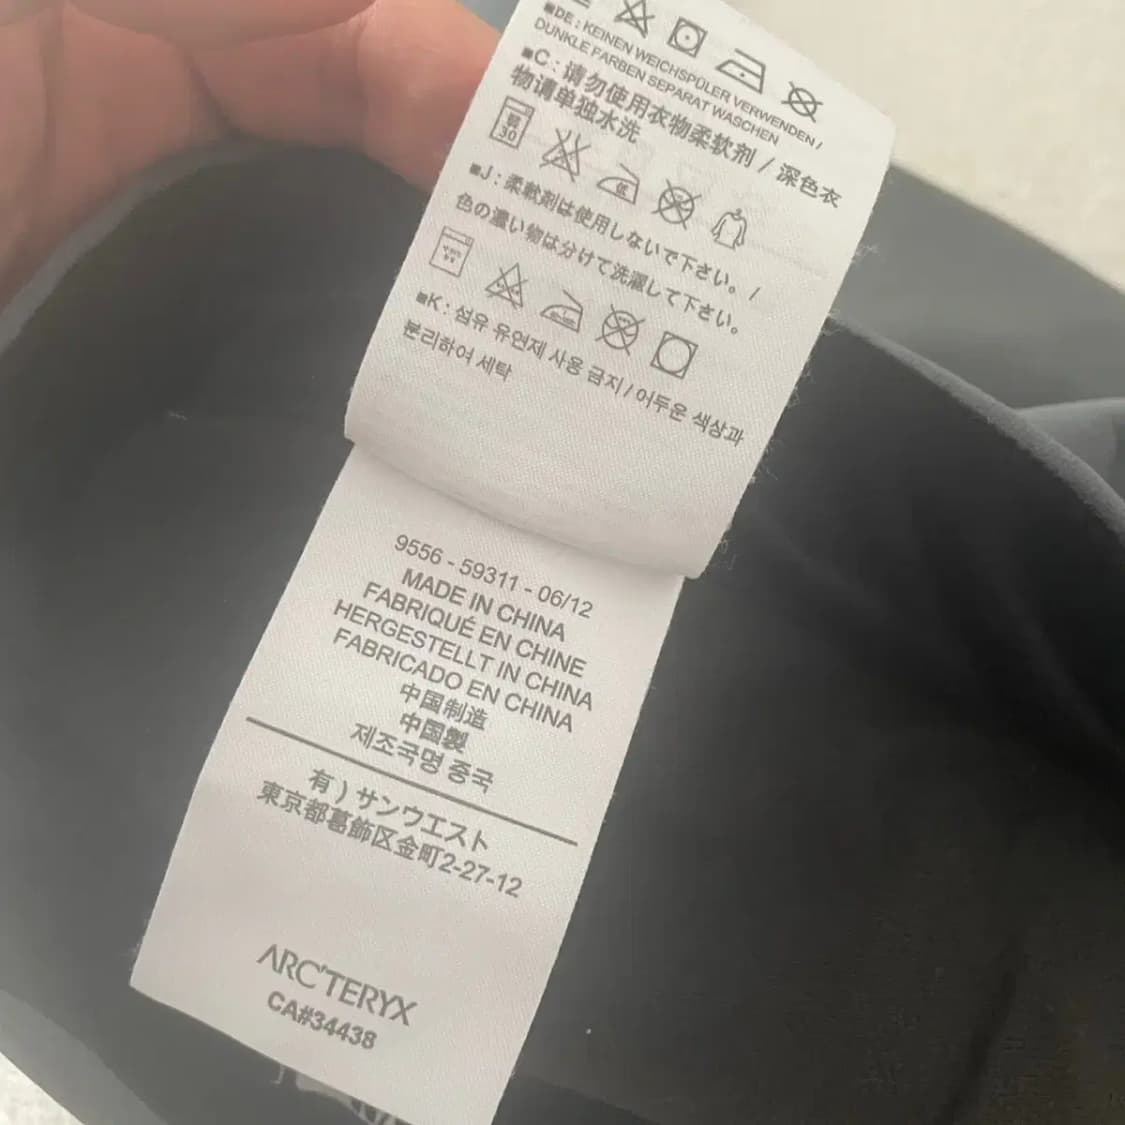 ■DE : KEINEN WEICHSPÜLER VERWENDEN /
DUNKLE FARBEN SEPARAT WASCHEN
■C : 请勿使用衣物柔软剂 / 深色衣
物请单独水洗
30
低
■J : 柔軟剤は使用しないで下さい。 /
色の濃い物は分けて洗濯して下さい。
■K : 섬유 유연제 사용 금지 / 어두운 색상과
분리하여 세탁
9556 - 59311 - 06/12
MADE IN CHINA
FABRIQUÉ EN CHINE
HERGESTELLT IN CHINA
FABRICADO EN CHINA
中国制造
中国製
제조국명 중국
有 ) サンウエスト
東京都葛飾区金町2-27-12
ARC'TERYX
CA#34438